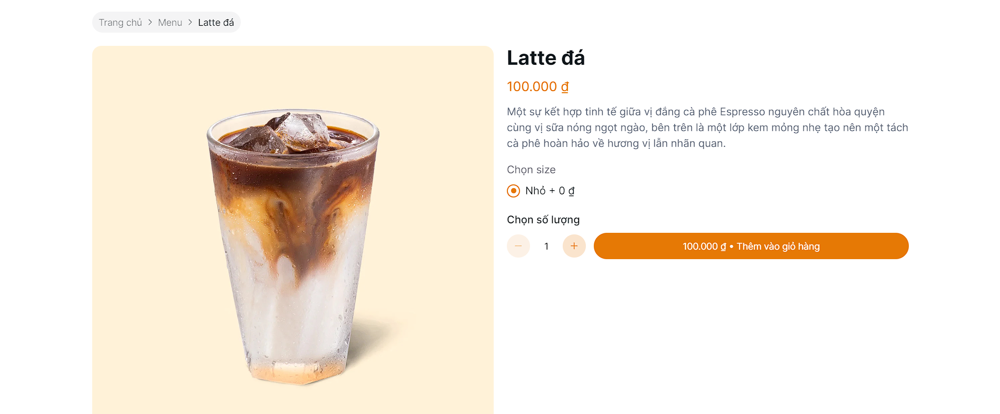 Trang chủ > Menu > Latte đá
Latte đá
100.000 ₫
Một sự kết hợp tinh tế giữa vị đắng cà phê Espresso nguyên chất hòa quyện
cùng vị sữa nóng ngọt ngào, bên trên là một lớp kem mỏng nhẹ tạo nên một tách
cà phê hoàn hảo về hương vị lẫn nhãn quan.
Chọn size
Nhỏ + 0 ₫
Chọn số lượng
− 1 + 100.000 ₫ • Thêm vào giỏ hàng